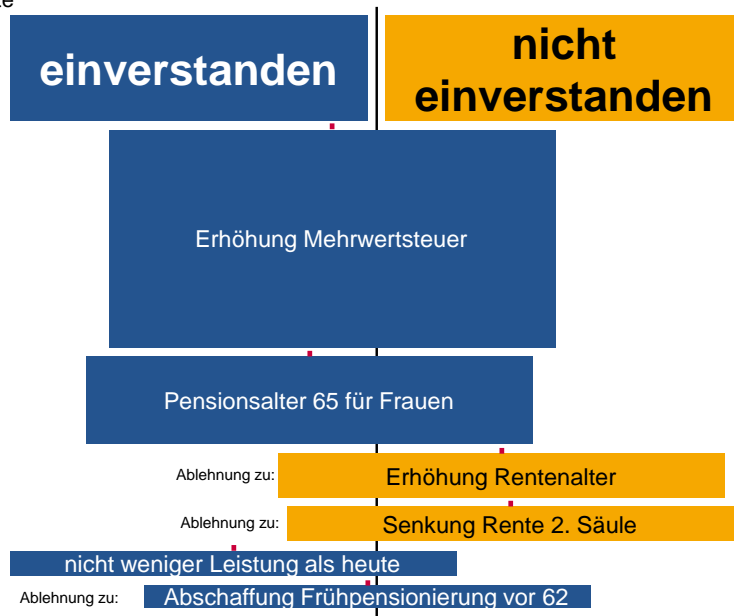 einverstanden
nicht
einverstanden
Erhöhung Mehrwertsteuer
Pensionsalter 65 für Frauen
Ablehnung zu: Erhöhung Rentenalter
Ablehnung zu: Senkung Rente 2. Säule
nicht weniger Leistung als heute
Ablehnung zu: Abschaffung Frühpensionierung vor 62